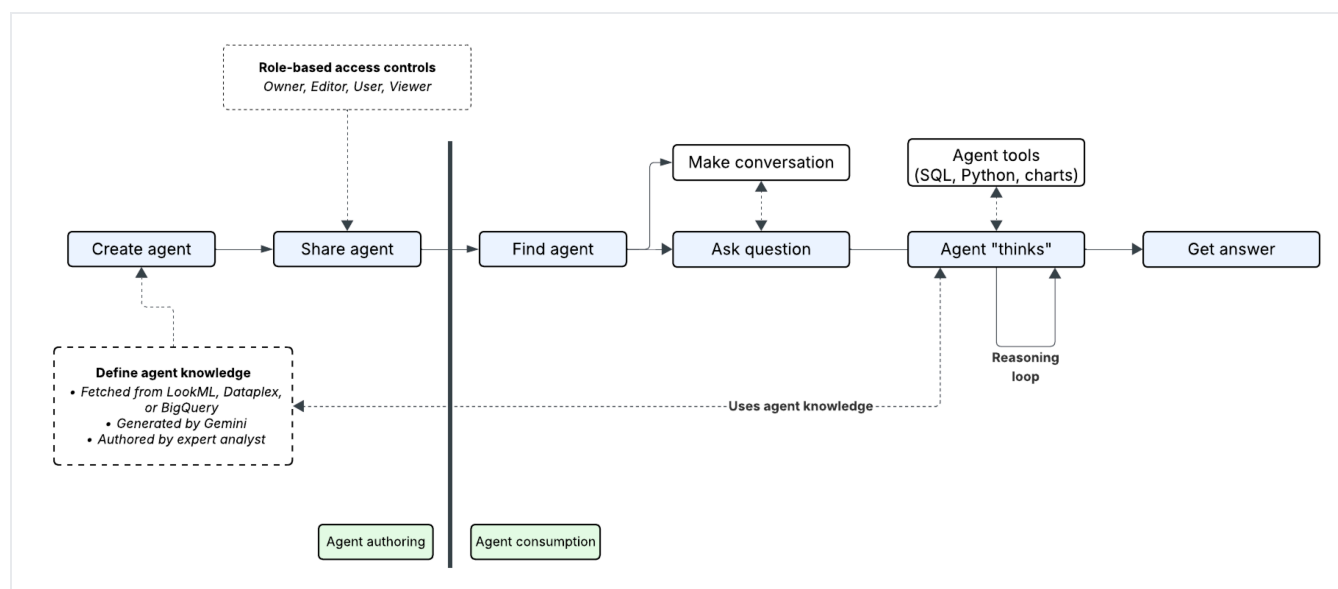 Role-based access controls
Owner, Editor, User, Viewer
Make conversation
Agent tools
(SQL, Python, charts)
Create agent
Share agent
Find agent
Ask question
Agent "thinks"
Get answer
Reasoning
loop
Define agent knowledge
• Fetched from LookML, Dataplex,
or BigQuery
• Generated by Gemini
• Authored by expert analyst
Uses agent knowledge
Agent authoring
Agent consumption